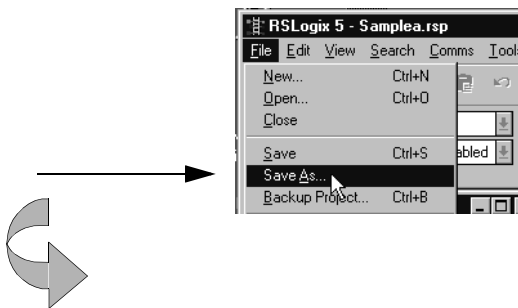 RSLogix 5 - Samplea.rsp
File Edit View Search Comms Tools
New... Ctrl+N
Open... Ctrl+O
Close
Save Ctrl+S
abled
Save As...
Backup Project... Ctrl+B